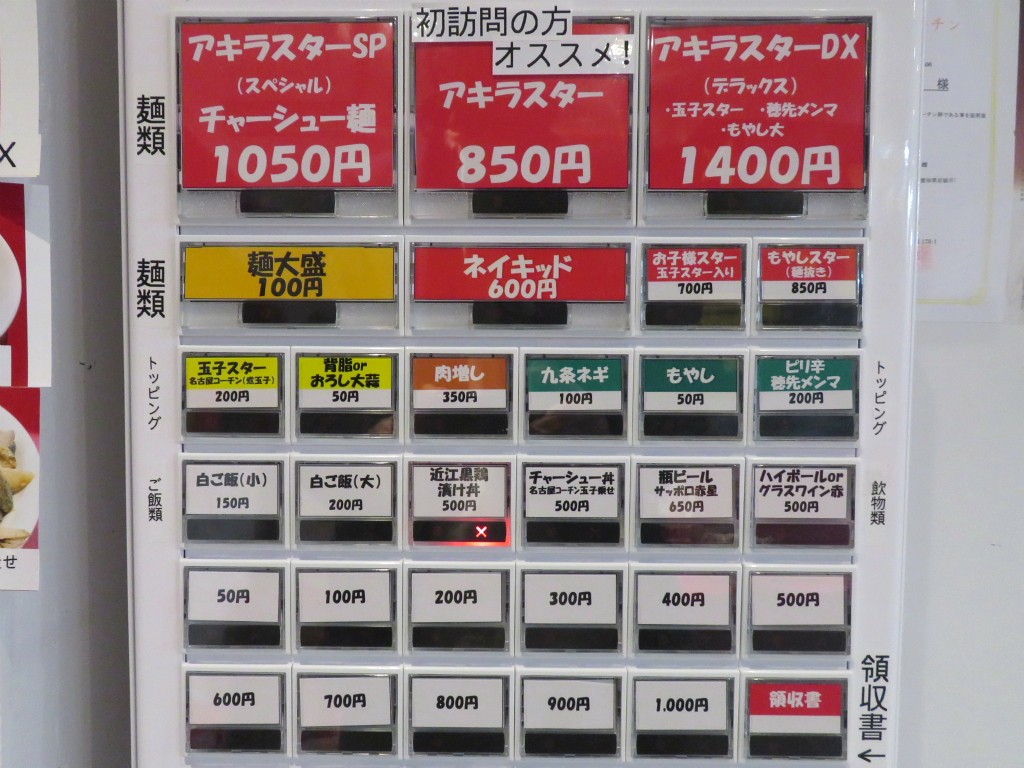 初訪問の方
オススメ!
麺類
アキラスターSP
(スペシャル)
チャーシュー麺
1050円
アキラスター
850円
アキラスターDX
(デラックス)
・玉子スター ・穂先メンマ
・もやし大
1400円
麺類
麺大盛
100円
ネイキッド
600円
お子様スター
玉子スター入り
700円
もやしスター
(麺抜き)
850円
トッピング
玉子スター
名古屋コーチン(煮玉子)
200円
背脂or
おろし大蒜
50円
肉増し
350円
九条ネギ
100円
もやし
50円
ピリ辛
穂先メンマ
200円
トッピング
ご飯類
白ご飯(小)
150円
白ご飯(大)
200円
近江黒鶏
漬け丼
500円
×
チャーシュー丼
名古屋コーチン玉子乗せ
500円
瓶ビール
サッポロ赤星
650円
ハイボールor
グラスワイン赤
500円
飲物類
50円
100円
200円
300円
400円
500円
600円
700円
800円
900円
1.000円
領収書
領収書←
X
せ
チン
様